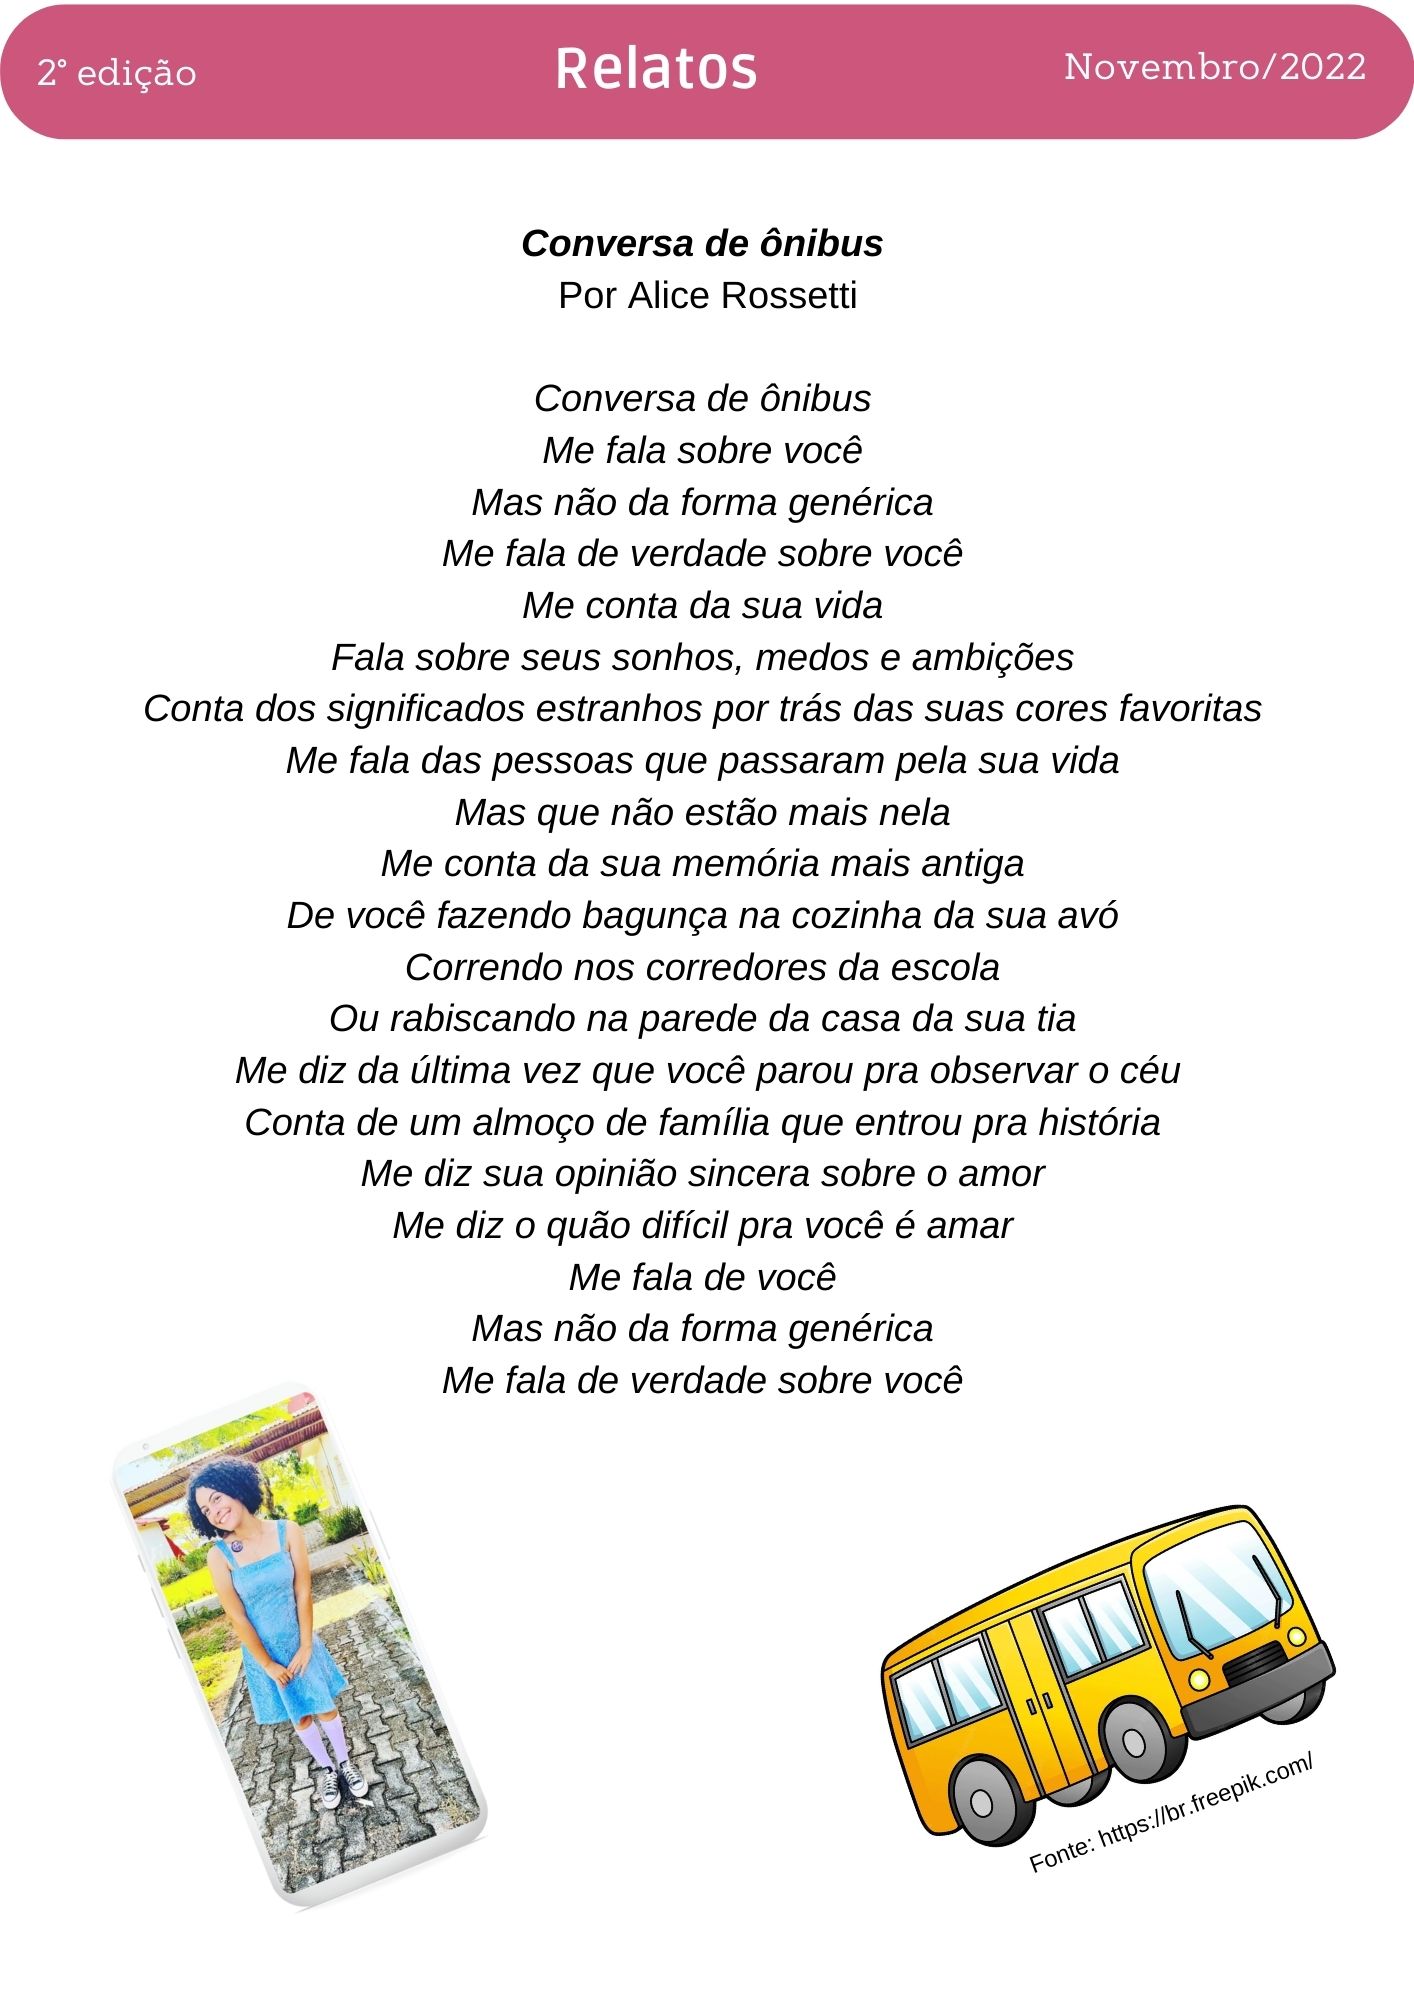 2° edição
Relatos
Novembro/2022
Conversa de ônibus
Por Alice Rossetti
Conversa de ônibus
Me fala sobre você
Mas não da forma genérica
Me fala de verdade sobre você
Me conta da sua vida
Fala sobre seus sonhos, medos e ambições
Conta dos significados estranhos por trás das suas cores favoritas
Me fala das pessoas que passaram pela sua vida
Mas que não estão mais nela
Me conta da sua memória mais antiga
De você fazendo bagunça na cozinha da sua avó
Correndo nos corredores da escola
Ou rabiscando na parede da casa da sua tia
Me diz da última vez que você parou pra observar o céu
Conta de um almoço de família que entrou pra história
Me diz sua opinião sincera sobre o amor
Me diz o quão difícil pra você é amar
Me fala de você
Mas não da forma genérica
Me fala de verdade sobre você
Fonte: https://br.freepik.com/